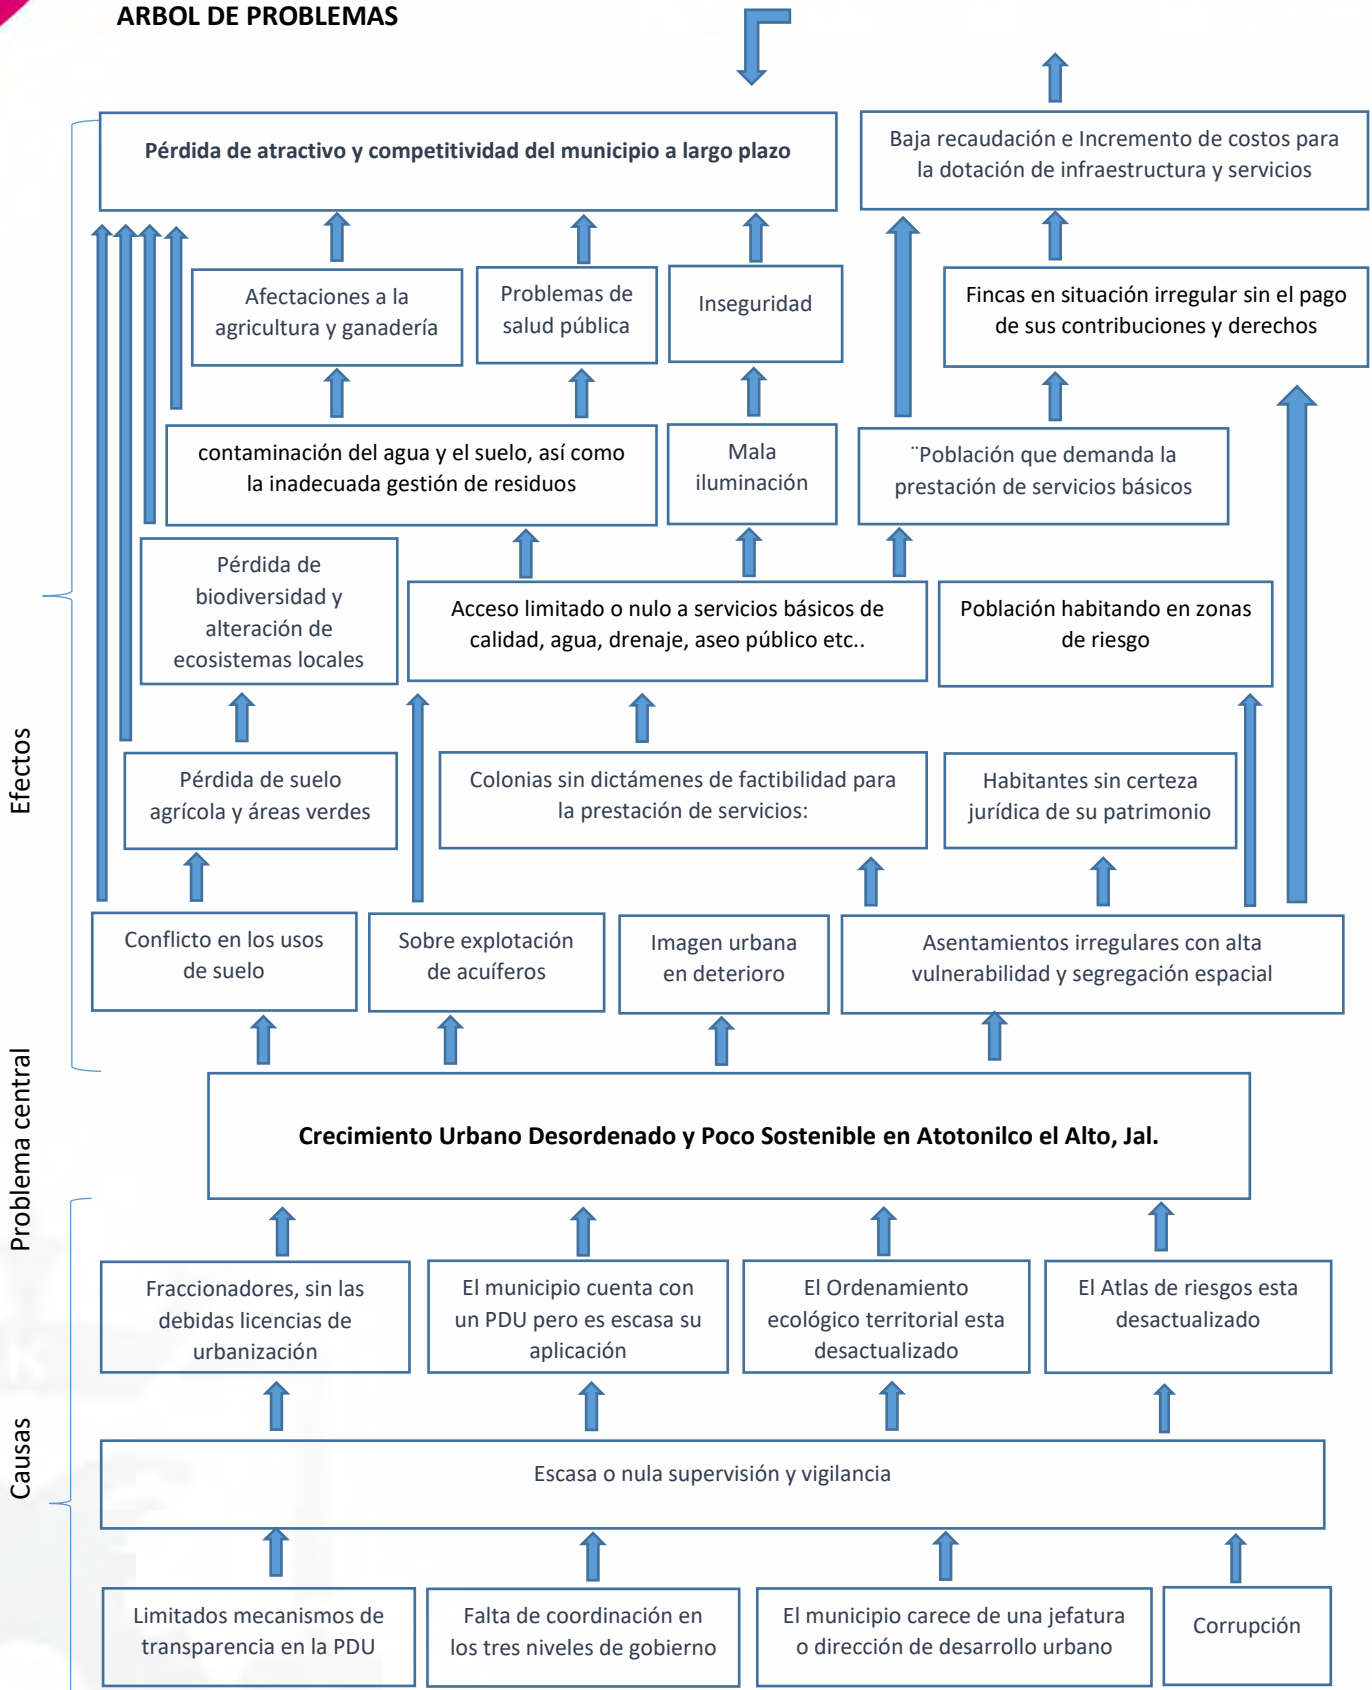 ARBOL DE PROBLEMAS
Pérdida de atractivo y competitividad del municipio a largo plazo
Baja recaudación e Incremento de costos para
la dotación de infraestructura y servicios
Afectaciones a la
agricultura y ganadería
Problemas de
salud pública
Inseguridad
Fincas en situación irregular sin el pago
de sus contribuciones y derechos
contaminación del agua y el suelo, así como
la inadecuada gestión de residuos
Mala
iluminación
¨Población que demanda la
prestación de servicios básicos
Pérdida de
biodiversidad y
alteración de
ecosistemas locales
Acceso limitado o nulo a servicios básicos de
calidad, agua, drenaje, aseo público etc..
Población habitando en zonas
de riesgo
Efectos
Pérdida de suelo
agrícola y áreas verdes
Colonias sin dictámenes de factibilidad para
la prestación de servicios:
Habitantes sin certeza
jurídica de su patrimonio
Conflicto en los usos
de suelo
Sobre explotación
de acuíferos
Imagen urbana
en deterioro
Asentamientos irregulares con alta
vulnerabilidad y segregación espacial
Problema central
Crecimiento Urbano Desordenado y Poco Sostenible en Atotonilco el Alto, Jal.
Fraccionadores, sin las
debidas licencias de
urbanización
El municipio cuenta con
un PDU pero es escasa su
aplicación
El Ordenamiento
ecológico territorial esta
desactualizado
El Atlas de riesgos esta
desactualizado
Causas
Escasa o nula supervisión y vigilancia
Limitados mecanismos de
transparencia en la PDU
Falta de coordinación en
los tres niveles de gobierno
El municipio carece de una jefatura
o dirección de desarrollo urbano
Corrupción